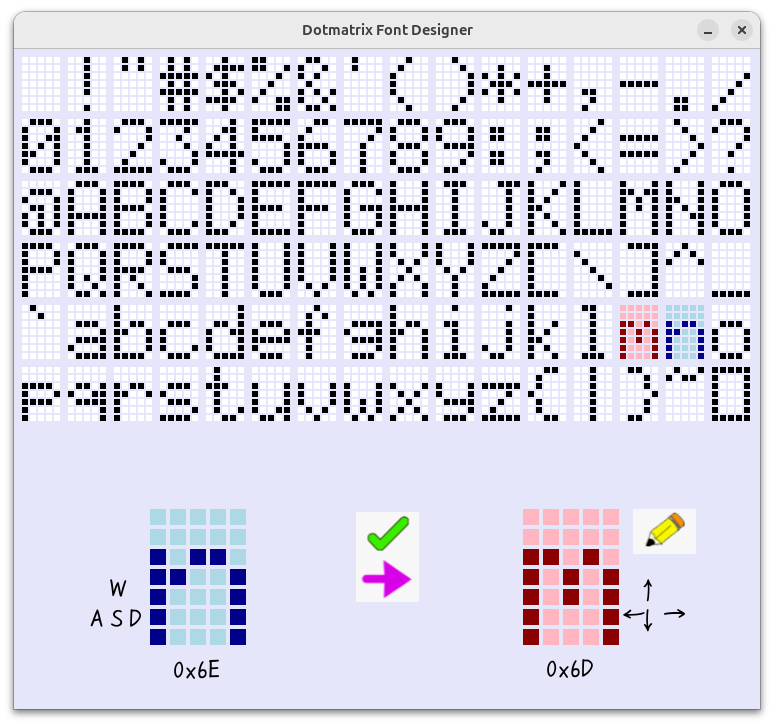 Dotmatrix Font Designer
! " # $ % & ' ( ) * + , - . /
0 1 2 3 4 5 6 7 8 9 : ; < = > ?
@ A B C D E F G H I J K L M N O
P Q R S T U V W X Y Z [ \ ] ^ _
` a b c d e f g h i j k l m n o
p q r s t u v w x y z ( | ) ~
W
A S D
0x6E
0x6D